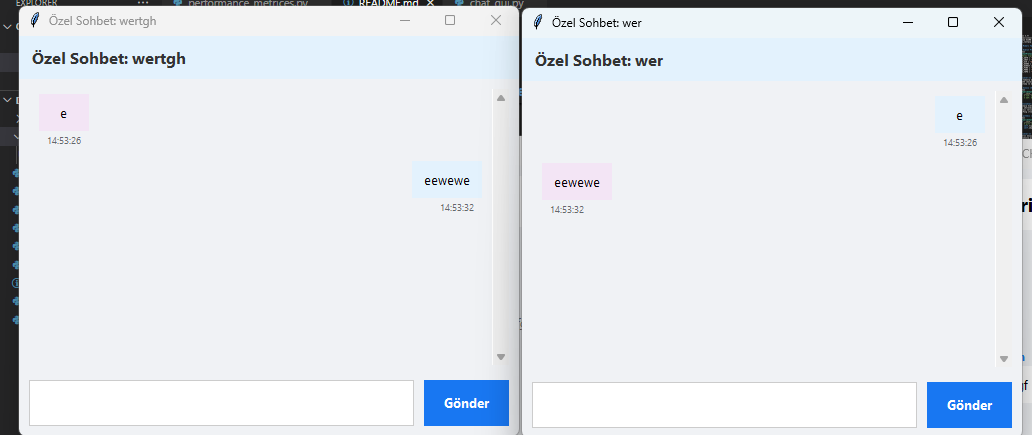 EXPLORER
performance_metrices.py
README.md
chat_gui.py
Özel Sohbet: wertgh
Özel Sohbet: wertgh
e
14:53:26
eewewe
14:53:32
Gönder
Özel Sohbet: wer
Özel Sohbet: wer
e
14:53:26
eewewe
14:53:32
Gönder